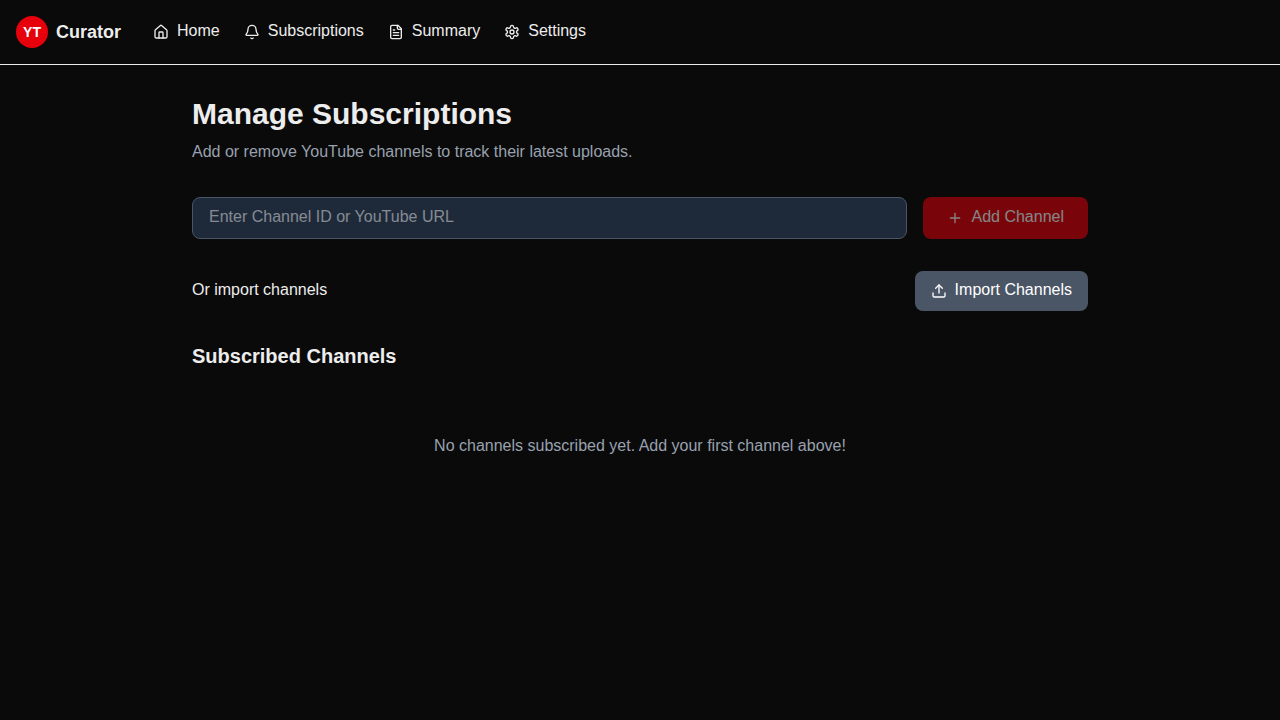 YT Curator Home Subscriptions Summary Settings
Manage Subscriptions
Add or remove YouTube channels to track their latest uploads.
Enter Channel ID or YouTube URL Add Channel
Or import channels Import Channels
Subscribed Channels
No channels subscribed yet. Add your first channel above!